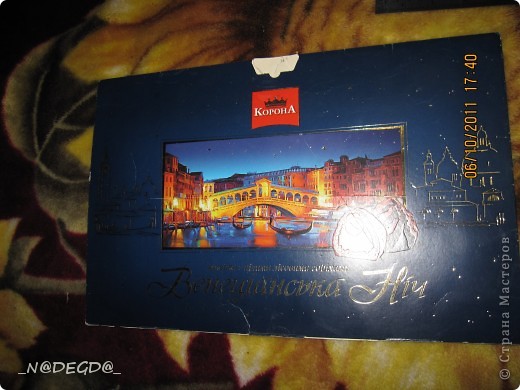 КОРОНА
Венеціанська Ніч
06/10/2011 17:40
© Страна Мастеров
_N@DEGD@_